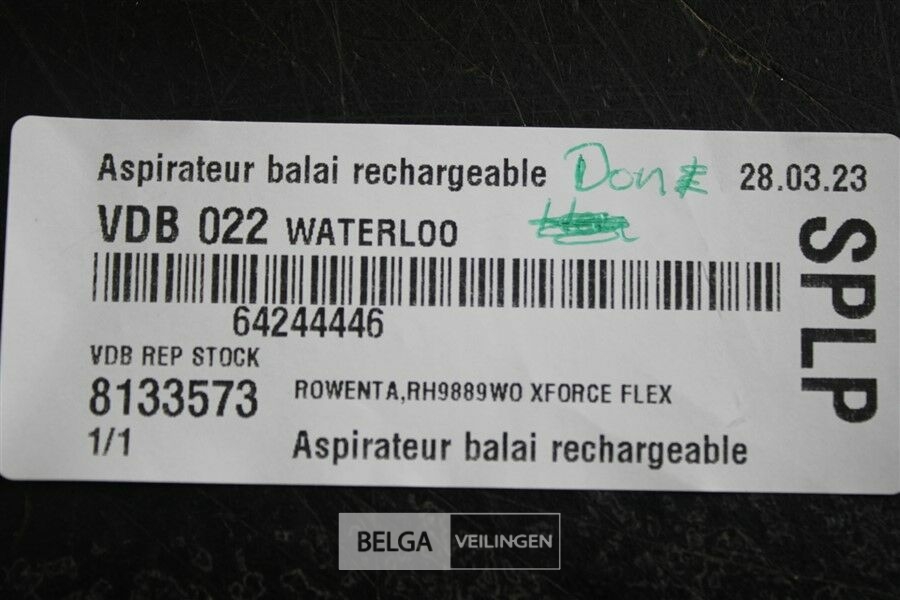 Aspirateur balai rechargeable Done 28.03.23
VDB 022 WATERLOO
SPLP
64244446
VDB REP STOCK
8133573 ROWENTA,RH9889WO XFORCE FLEX
1/1 Aspirateur balai rechargeable
BELGA VEILINGEN